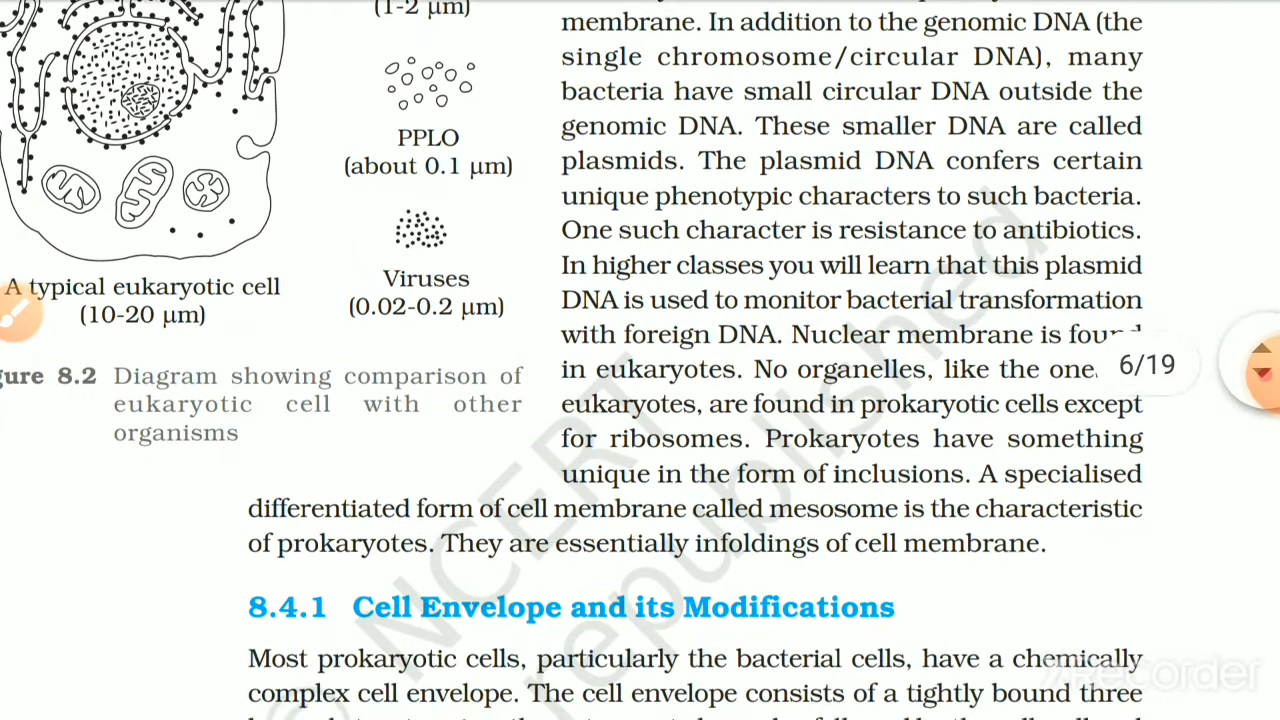 (1-2 µm)
PPLO
(about 0.1 µm)
Viruses
(0.02-0.2 µm)
A typical eukaryotic cell
(10-20 µm)
8.2 Diagram showing comparison of
eukaryotic cell with other
organisms
membrane. In addition to the genomic DNA (the
single chromosome/circular DNA), many
bacteria have small circular DNA outside the
genomic DNA. These smaller DNA are called
plasmids. The plasmid DNA confers certain
unique phenotypic characters to such bacteria.
One such character is resistance to antibiotics.
In higher classes you will learn that this plasmid
DNA is used to monitor bacterial transformation
with foreign DNA. Nuclear membrane is
in eukaryotes. No organelles, like the
eukaryotes, are found in prokaryotic cells except
for ribosomes. Prokaryotes have something
unique in the form of inclusions. A specialised
differentiated form of cell membrane called mesosome is the characteristic
of prokaryotes. They are essentially infoldings of cell membrane.
6/19
8.4.1 Cell Envelope and its Modifications
Most prokaryotic cells, particularly the bacterial cells, have a chemically
complex cell envelope. The cell envelope consists of a tightly bound three
© NCERT
republished